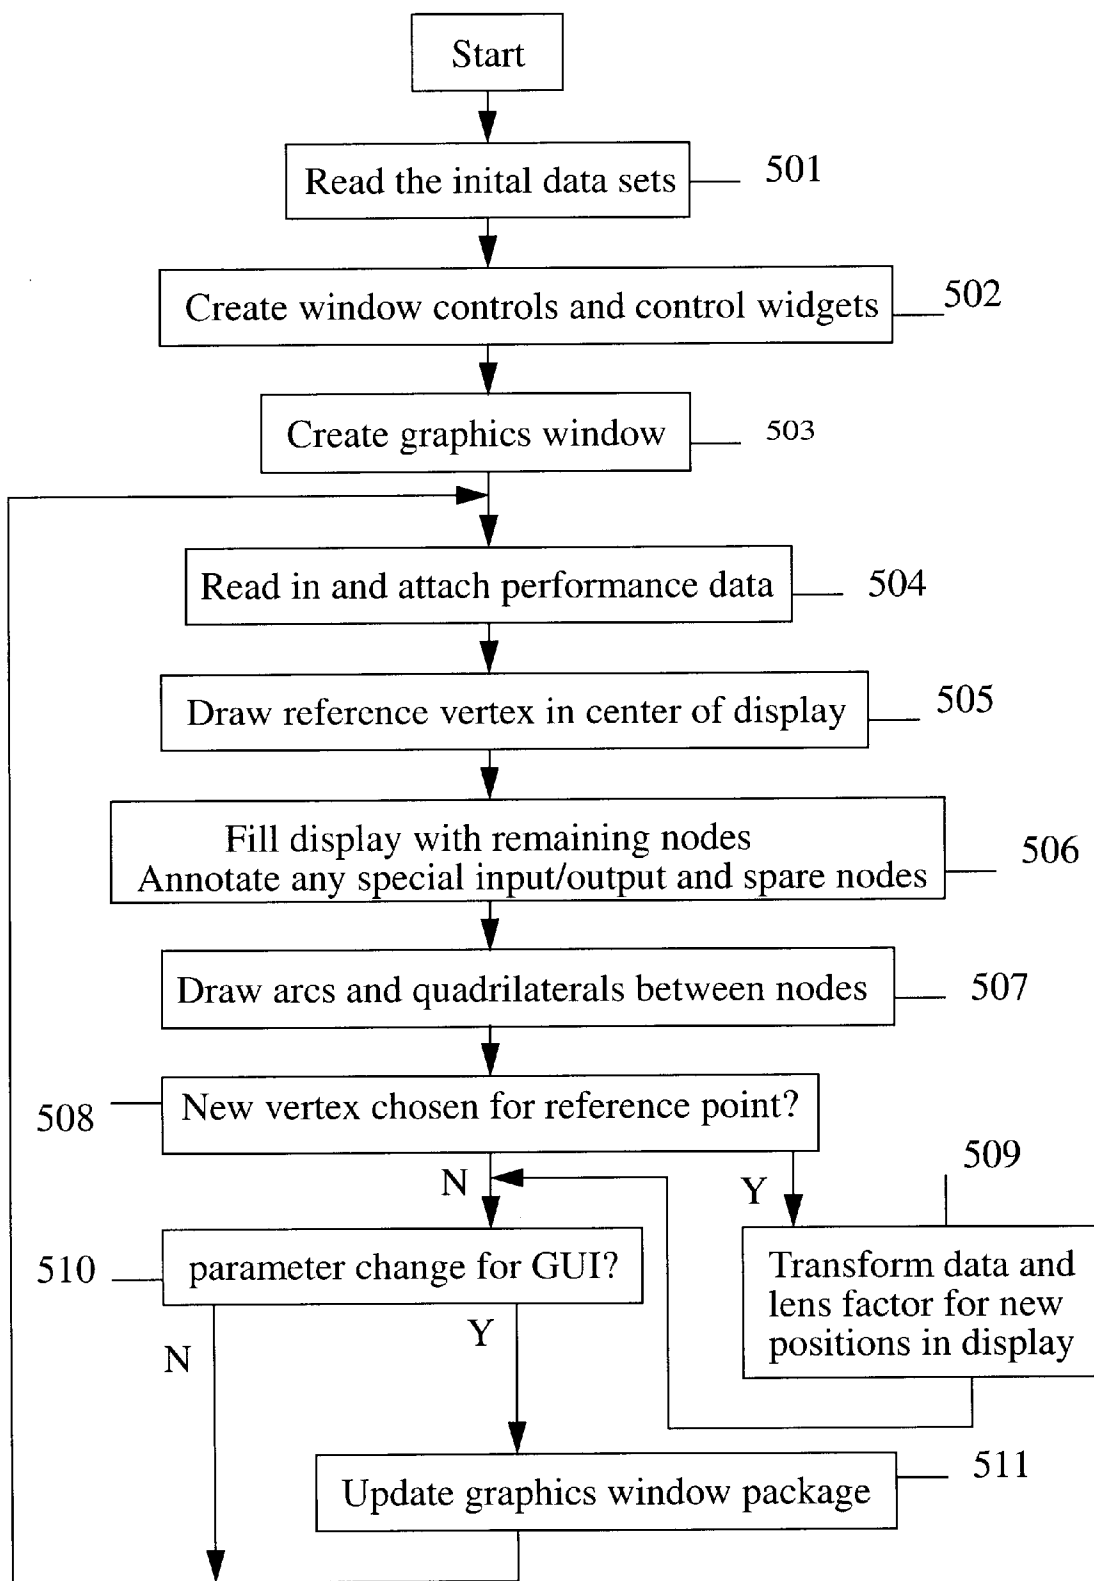 Start
Read the inital data sets
501
Create window controls and control widgets
502
Create graphics window
503
Read in and attach performance data
504
Draw reference vertex in center of display
505
Fill display with remaining nodes
Annotate any special input/output and spare nodes
506
Draw arcs and quadrilaterals between nodes
507
508
New vertex chosen for reference point?
N
Y
509
510
parameter change for GUI?
Transform data and
lens factor for new
positions in display
N
Y
Update graphics window package
511